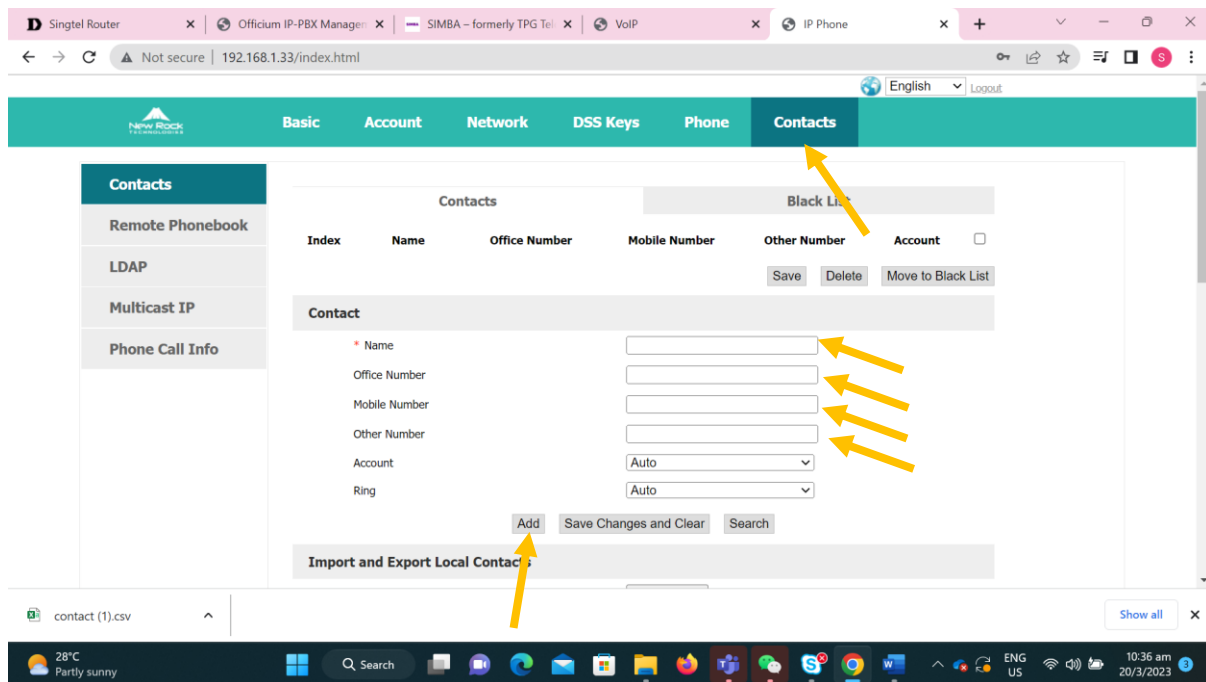 Singtel Router
Officium IP-PBX Managen
SIMBA – formerly TPG Tel
VoIP
IP Phone
Not secure 192.168.1.33/index.html
S
English Logout
New Rock
TECHNOLOGIES
Basic Account Network DSS Keys Phone Contacts
Contacts
Remote Phonebook
LDAP
Multicast IP
Phone Call Info
Contacts Black List
Index Name Office Number Mobile Number Other Number Account
Save Delete Move to Black List
Contact
* Name
Office Number
Mobile Number
Other Number
Account Auto
Ring Auto
Add Save Changes and Clear Search
Import and Export Local Contacts
contact (1).csv
Show all
28°C
Partly sunny
Search
ENG
US
10:36 am
20/3/2023
3